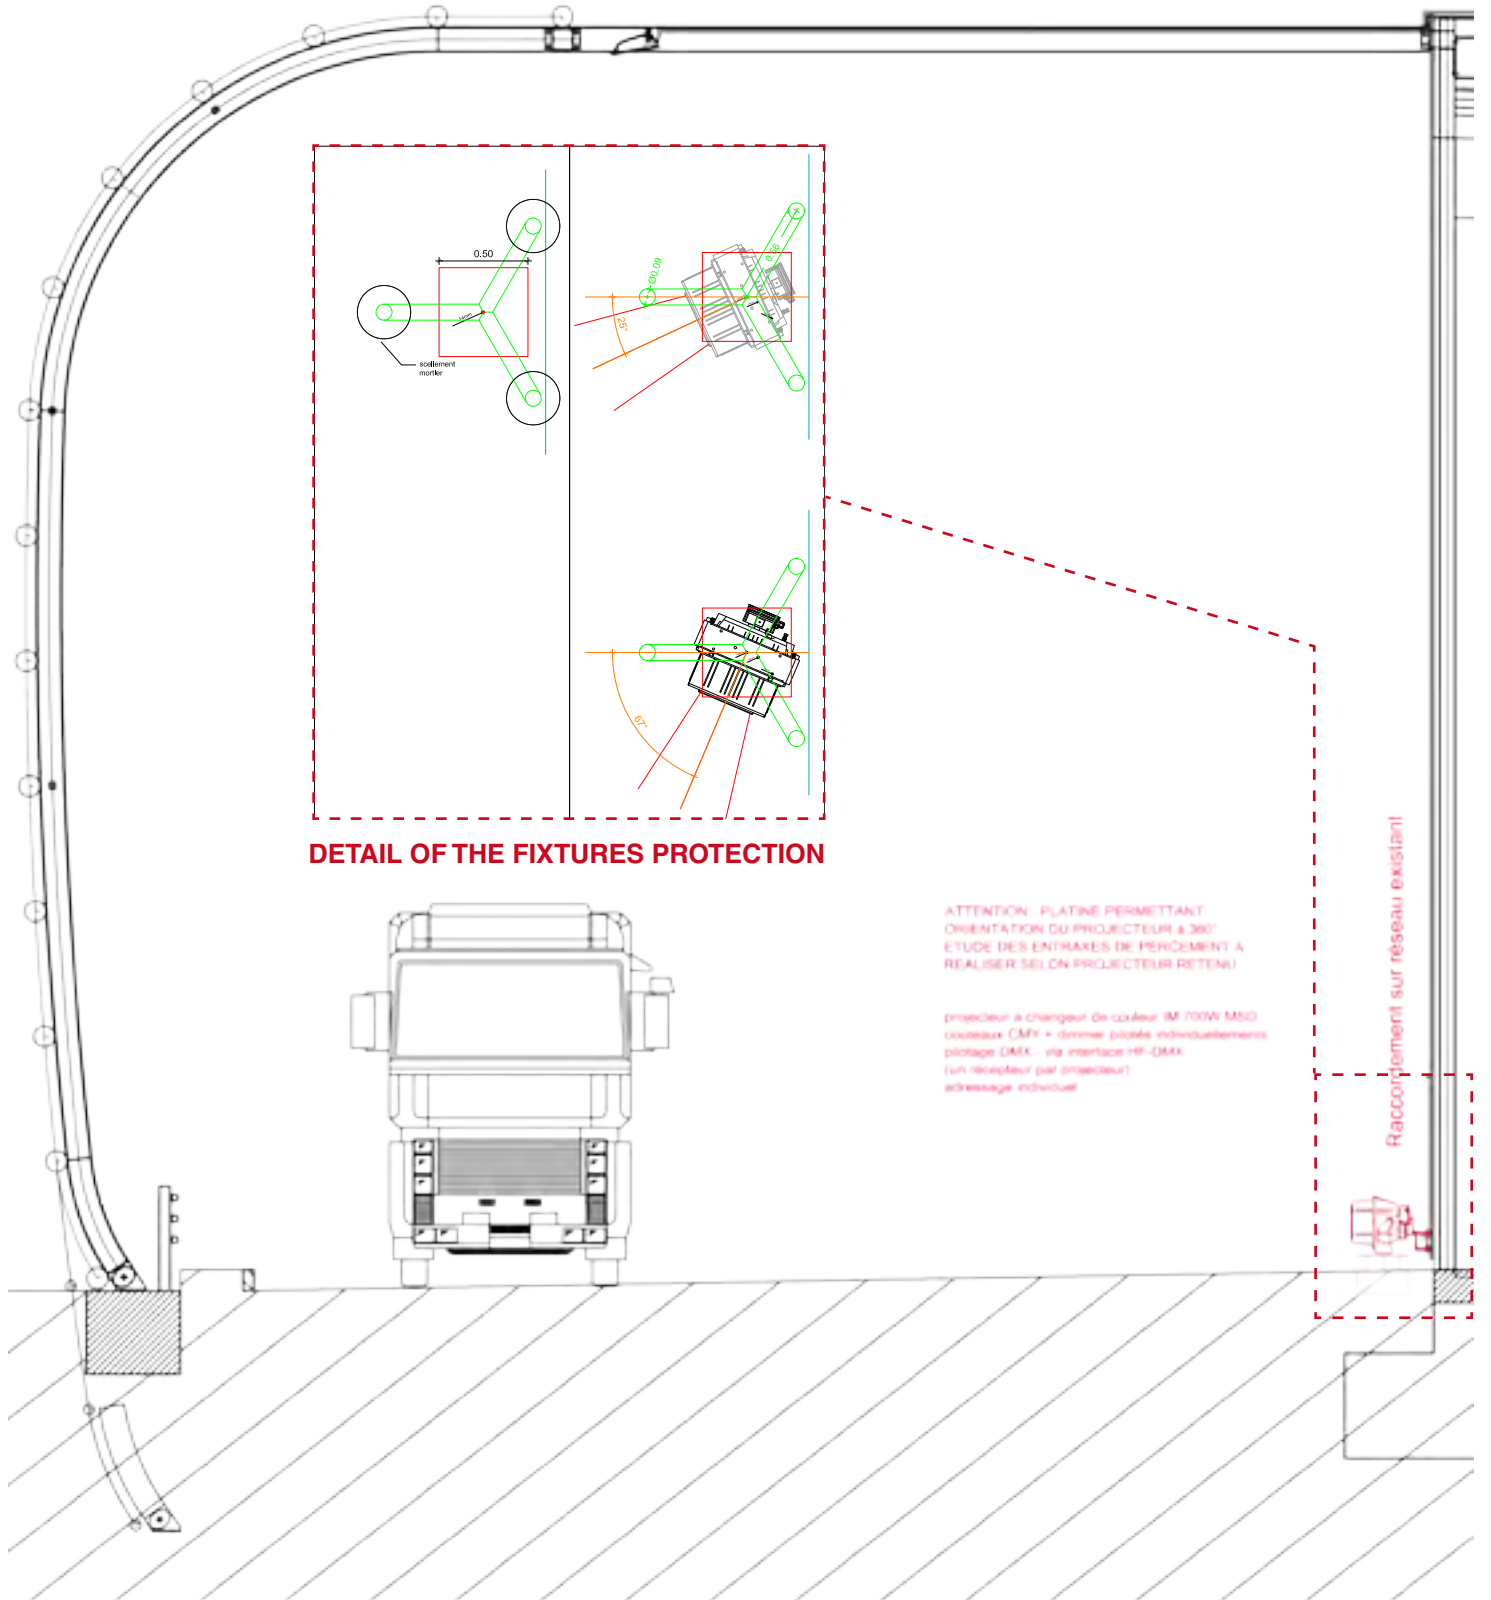 0.50
scellement
mortier
Ø0.09
0.56
25°
67°
DETAIL OF THE FIXTURES PROTECTION
ATTENTION PLATINE PERMETTANT
ORIENTATION DU PROJECTEUR à 360°
ETUDE DES ENTRAXES DE PERCEMENT A
REALISER SELON PROJECTEUR RETENU
projecteur a changeur de couleur IM 700W MSD
couteaux CMY + dimmer pilotés individuellements
pilotage DMX - via interface HF-DMX
(un récepteur par projecteur)
adressage individuel
Raccordement sur réseau existant